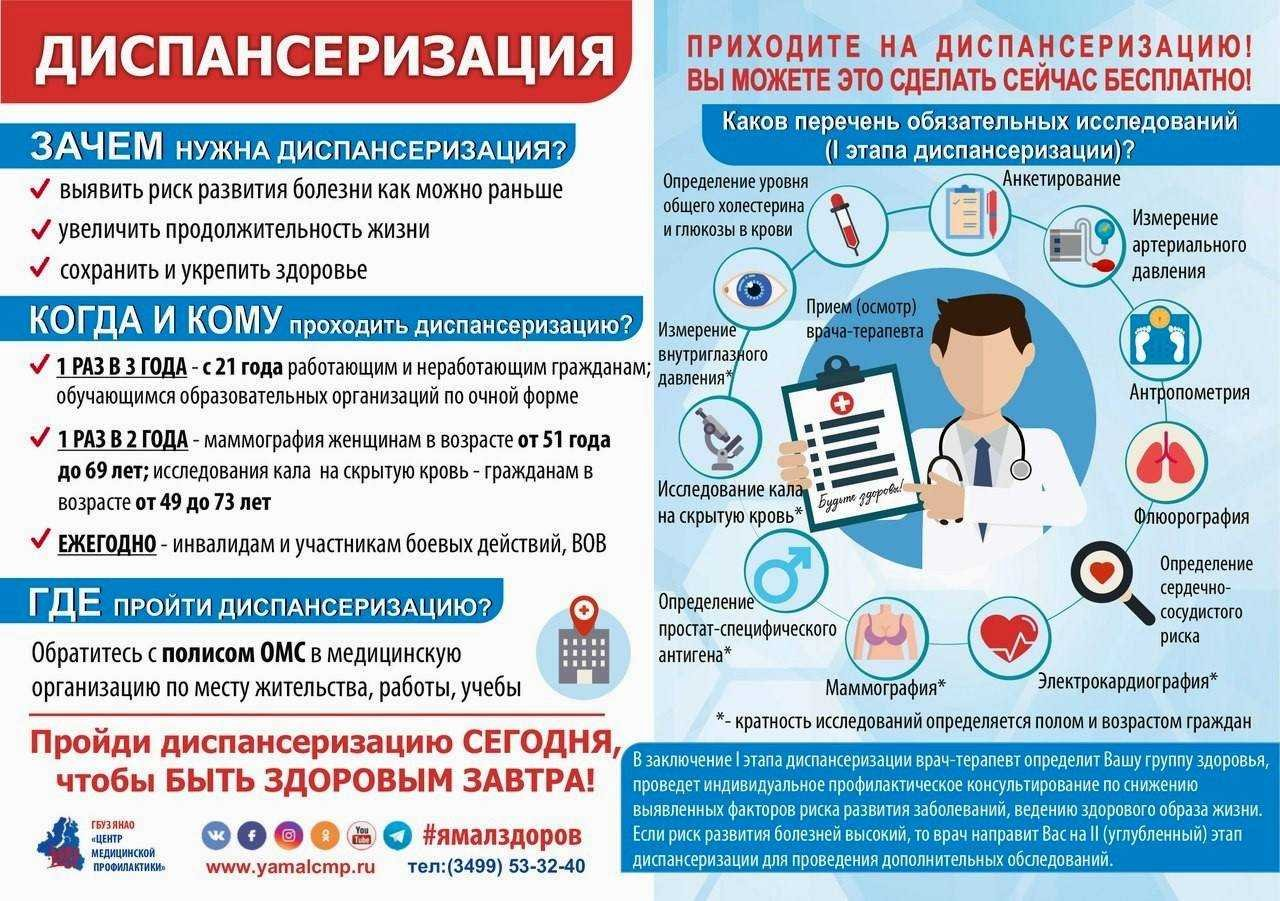 ДИСПАНСЕРИЗАЦИЯ
ЗАЧЕМ НУЖНА ДИСПАНСЕРИЗАЦИЯ?
выявить риск развития болезни как можно раньше
увеличить продолжительность жизни
сохранить и укрепить здоровье
КОГДА И КОМУ проходить диспансеризацию?
1 РАЗ В 3 ГОДА - с 21 года работающим и неработающим гражданам;
обучающимся образовательных организаций по очной форме
1 РАЗ В 2 ГОДА - маммография женщинам в возрасте от 51 года
до 69 лет; исследования кала на скрытую кровь - гражданам в
возрасте от 49 до 73 лет
ЕЖЕГОДНО - инвалидам и участникам боевых действий, ВОВ
ГДЕ ПРОЙТИ ДИСПАНСЕРИЗАЦИЮ?
Обратитесь с полисом ОМС в медицинскую
организацию по месту жительства, работы, учебы
Пройди диспансеризацию СЕГОДНЯ,
чтобы БЫТЬ ЗДОРОВЫМ ЗАВТРА!
ГБУЗ ЯНАО
«ЦЕНТР
МЕДИЦИНСКОЙ
ПРОФИЛАКТИКИ»
You
Tube
#ямалздоров
www.yamalcmp.ru
тел:(3499) 53-32-40
ПРИХОДИТЕ НА ДИСПАНСЕРИЗАЦИЮ!
ВЫ МОЖЕТЕ ЭТО СДЕЛАТЬ СЕЙЧАС БЕСПЛАТНО!
Каков перечень обязательных исследований
(I этапа диспансеризации)?
Определение уровня
общего холестерина
и глюкозы в крови
Анкетирование
Измерение
артериального
давления
Прием (осмотр)
врача-терапевта
Измерение
внутриглазного
давления*
Антропометрия
Исследование кала
на скрытую кровь*
Будьте здоровы!
Флюорография
Определение
сердечно-
сосудистого
риска
Определение
простат-специфического
антигена*
Маммография*
Электрокардиография*
*- кратность исследований определяется полом и возрастом граждан
В заключение I этапа диспансеризации врач-терапевт определит Вашу группу здоровья,
проведет индивидуальное профилактическое консультирование по снижению
выявленных факторов риска развития заболеваний, ведению здорового образа жизни.
Если риск развития болезней высокий, то врач направит Вас на II (углубленный) этап
диспансеризации для проведения дополнительных обследований.